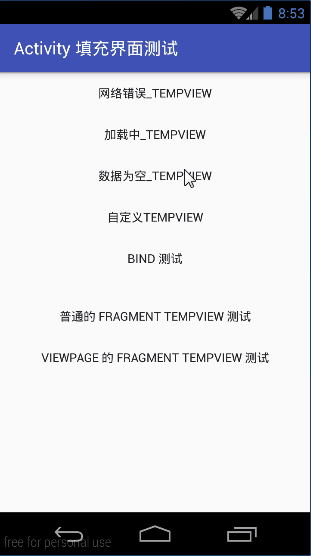 8:53
Activity 填充界面测试
网络错误_TEMPVIEW
加载中_TEMPVIEW
数据为空_TEMPVIEW
自定义TEMPVIEW
BIND 测试
普通的 FRAGMENT TEMPVIEW 测试
VIEWPAGE 的 FRAGMENT TEMPVIEW 测试
free for personal use